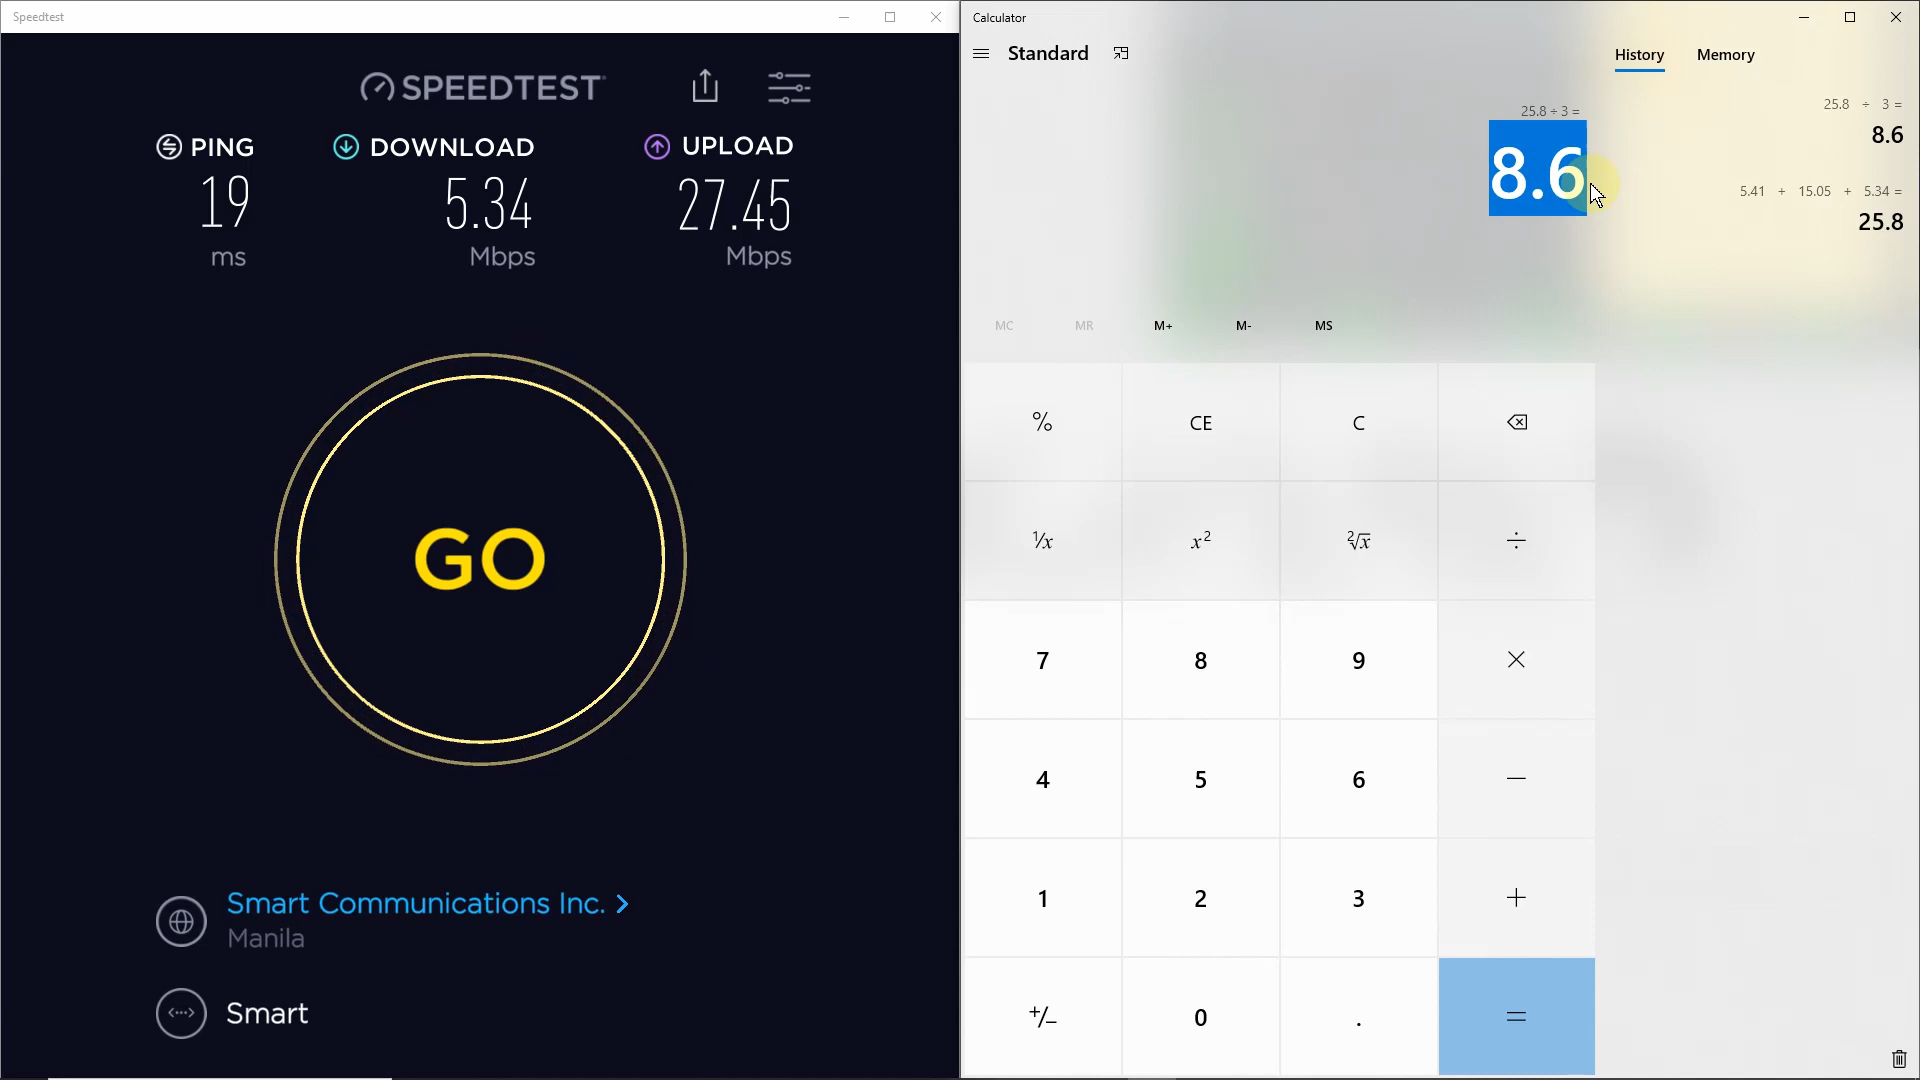 Speedtest
SPEEDTEST
PING
DOWNLOAD
UPLOAD
19
5.34
27.45
ms
Mbps
Mbps
GO
Smart Communications Inc.
Manila
Smart
Calculator
Standard
History
Memory
25.8 ÷ 3 =
8.6
25.8 ÷ 3 =
8.6
5.41 + 15.05 + 5.34 =
25.8
MC MR M+ M- MS
% CE C
⅟x x² ²√x ÷
7 8 9 ×
4 5 6 −
1 2 3 +
+/− 0 . =